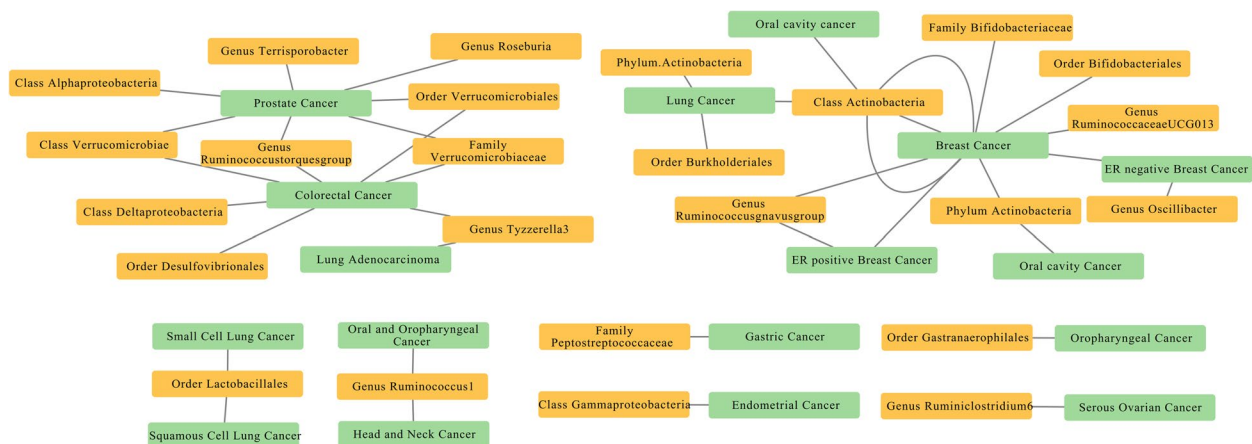 Genus Terrisporobacter
Genus Roseburia
Class Alphaproteobacteria
Prostate Cancer
Order Verrucomicrobiales
Class Verrucomicrobiae
Genus
Ruminococcustorquesgroup
Family
Verrucomicrobiaceae
Colorectal Cancer
Class Deltaproteobacteria
Genus Tyzzerella3
Order Desulfovibrionales
Lung Adenocarcinoma
Oral cavity cancer
Family Bifidobacteriaceae
Phylum.Actinobacteria
Order Bifidobacteriales
Lung Cancer
Class Actinobacteria
Genus
RuminococcaceaeUCG013
Breast Cancer
Order Burkholderiales
ER negative Breast Cancer
Genus
Ruminococcusgnavusgroup
Phylum Actinobacteria
Genus Oscillibacter
ER positive Breast Cancer
Oral cavity Cancer
Small Cell Lung Cancer
Order Lactobacillales
Squamous Cell Lung Cancer
Oral and Oropharyngeal
Cancer
Genus Ruminococcus1
Head and Neck Cancer
Family
Peptostreptococcaceae
Gastric Cancer
Class Gammaproteobacteria
Endometrial Cancer
Order Gastranaerophilales
Oropharyngeal Cancer
Genus Ruminiclostridium6
Serous Ovarian Cancer